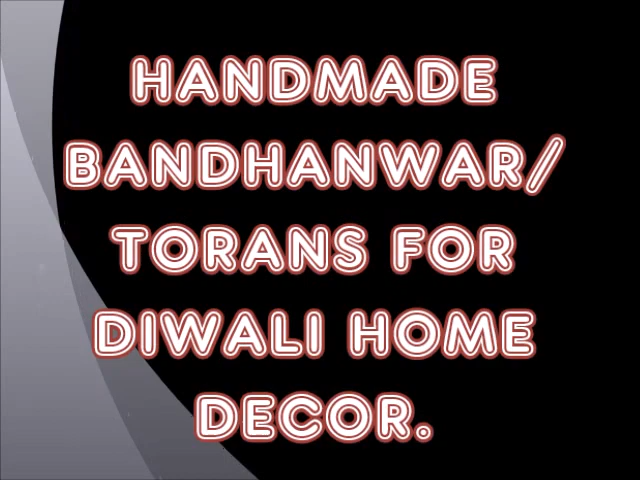 HANDMADE
BANDHANWAR/
TORANS FOR
DIWALI HOME
DECOR.